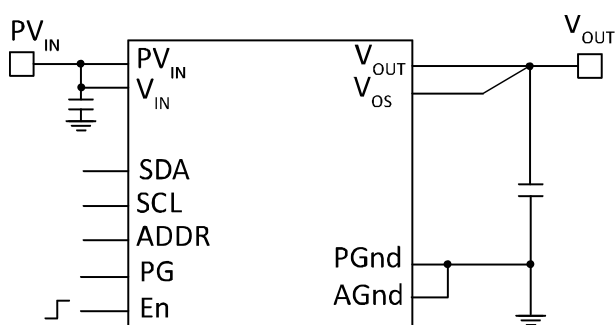 PV_IN
V_OUT
PV_IN
V_IN
SDA
SCL
ADDR
PG
En
V_OUT
V_OS
PGnd
AGnd